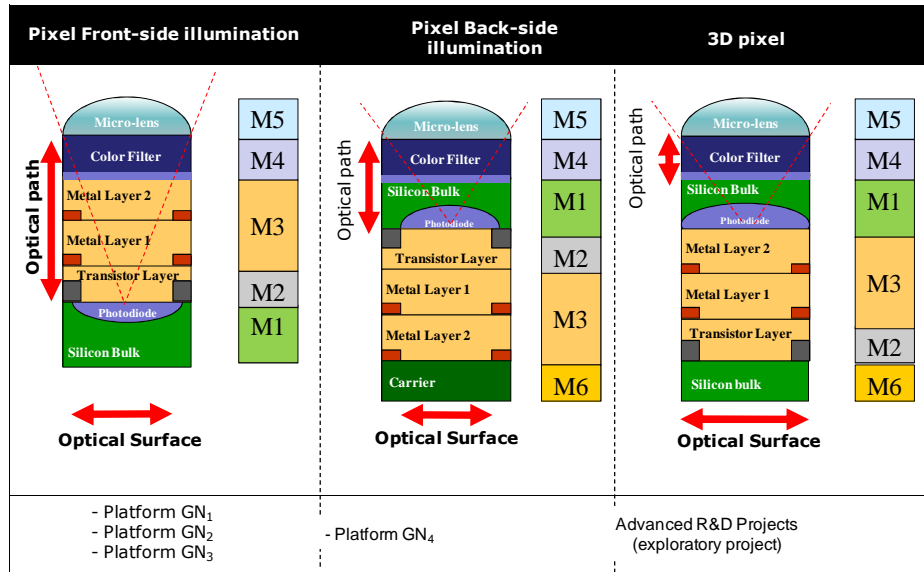 Pixel Front-side illumination
Micro-lens
Color Filter
Metal Layer 2
Metal Layer 1
Transistor Layer
Photodiode
Silicon Bulk
Optical path
M5
M4
M3
M2
M1
Optical Surface
- Platform GN1
- Platform GN2
- Platform GN3
Pixel Back-side
illumination
Micro-lens
Color Filter
Silicon Bulk
Photodiode
Transistor Layer
Metal Layer 1
Metal Layer 2
Carrier
Optical path
M5
M4
M1
M2
M3
M6
Optical Surface
- Platform GN4
3D pixel
Micro-lens
Color Filter
Silicon Bulk
Photodiode
Metal Layer 2
Metal Layer 1
Transistor Layer
Silicon bulk
Optical path
M5
M4
M1
M3
M2
M6
Optical Surface
Advanced R&D Projects
(exploratory project)